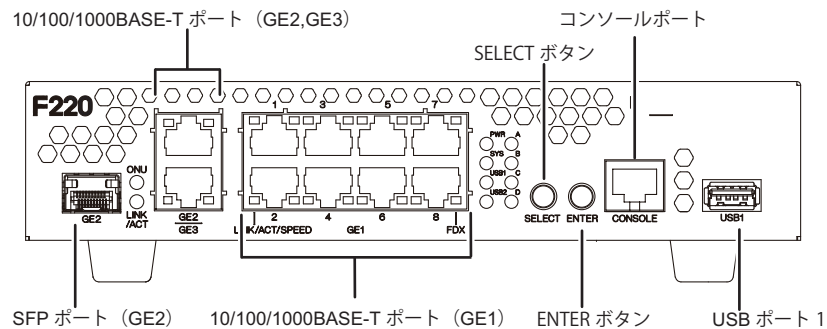 10/100/1000BASE-T ポート（GE2,GE3）
コンソールポート
SELECT ボタン
F220
1 3 5 7
PWR A
SYS B
USB1 C
USB2 D
ONU
LINK
/ACT
GE2
GE2
GE3
2 4 6 8
LINK/ACT/SPEED GE1 FDX
SELECT ENTER CONSOLE USB1
SFP ポート（GE2） 10/100/1000BASE-T ポート（GE1） ENTER ボタン USB ポート 1